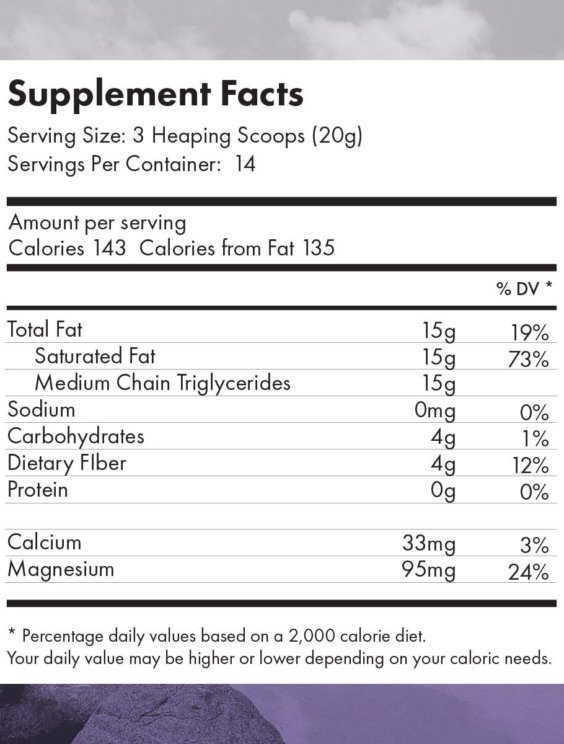 Supplement Facts
Serving Size: 3 Heaping Scoops (20g)
Servings Per Container: 14
Amount per serving
Calories 143 Calories from Fat 135
% DV *
Total Fat 15g 19%
Saturated Fat 15g 73%
Medium Chain Triglycerides 15g
Sodium 0mg 0%
Carbohydrates 4g 1%
Dietary FIber 4g 12%
Protein 0g 0%
Calcium 33mg 3%
Magnesium 95mg 24%
* Percentage daily values based on a 2,000 calorie diet.
Your daily value may be higher or lower depending on your caloric needs.